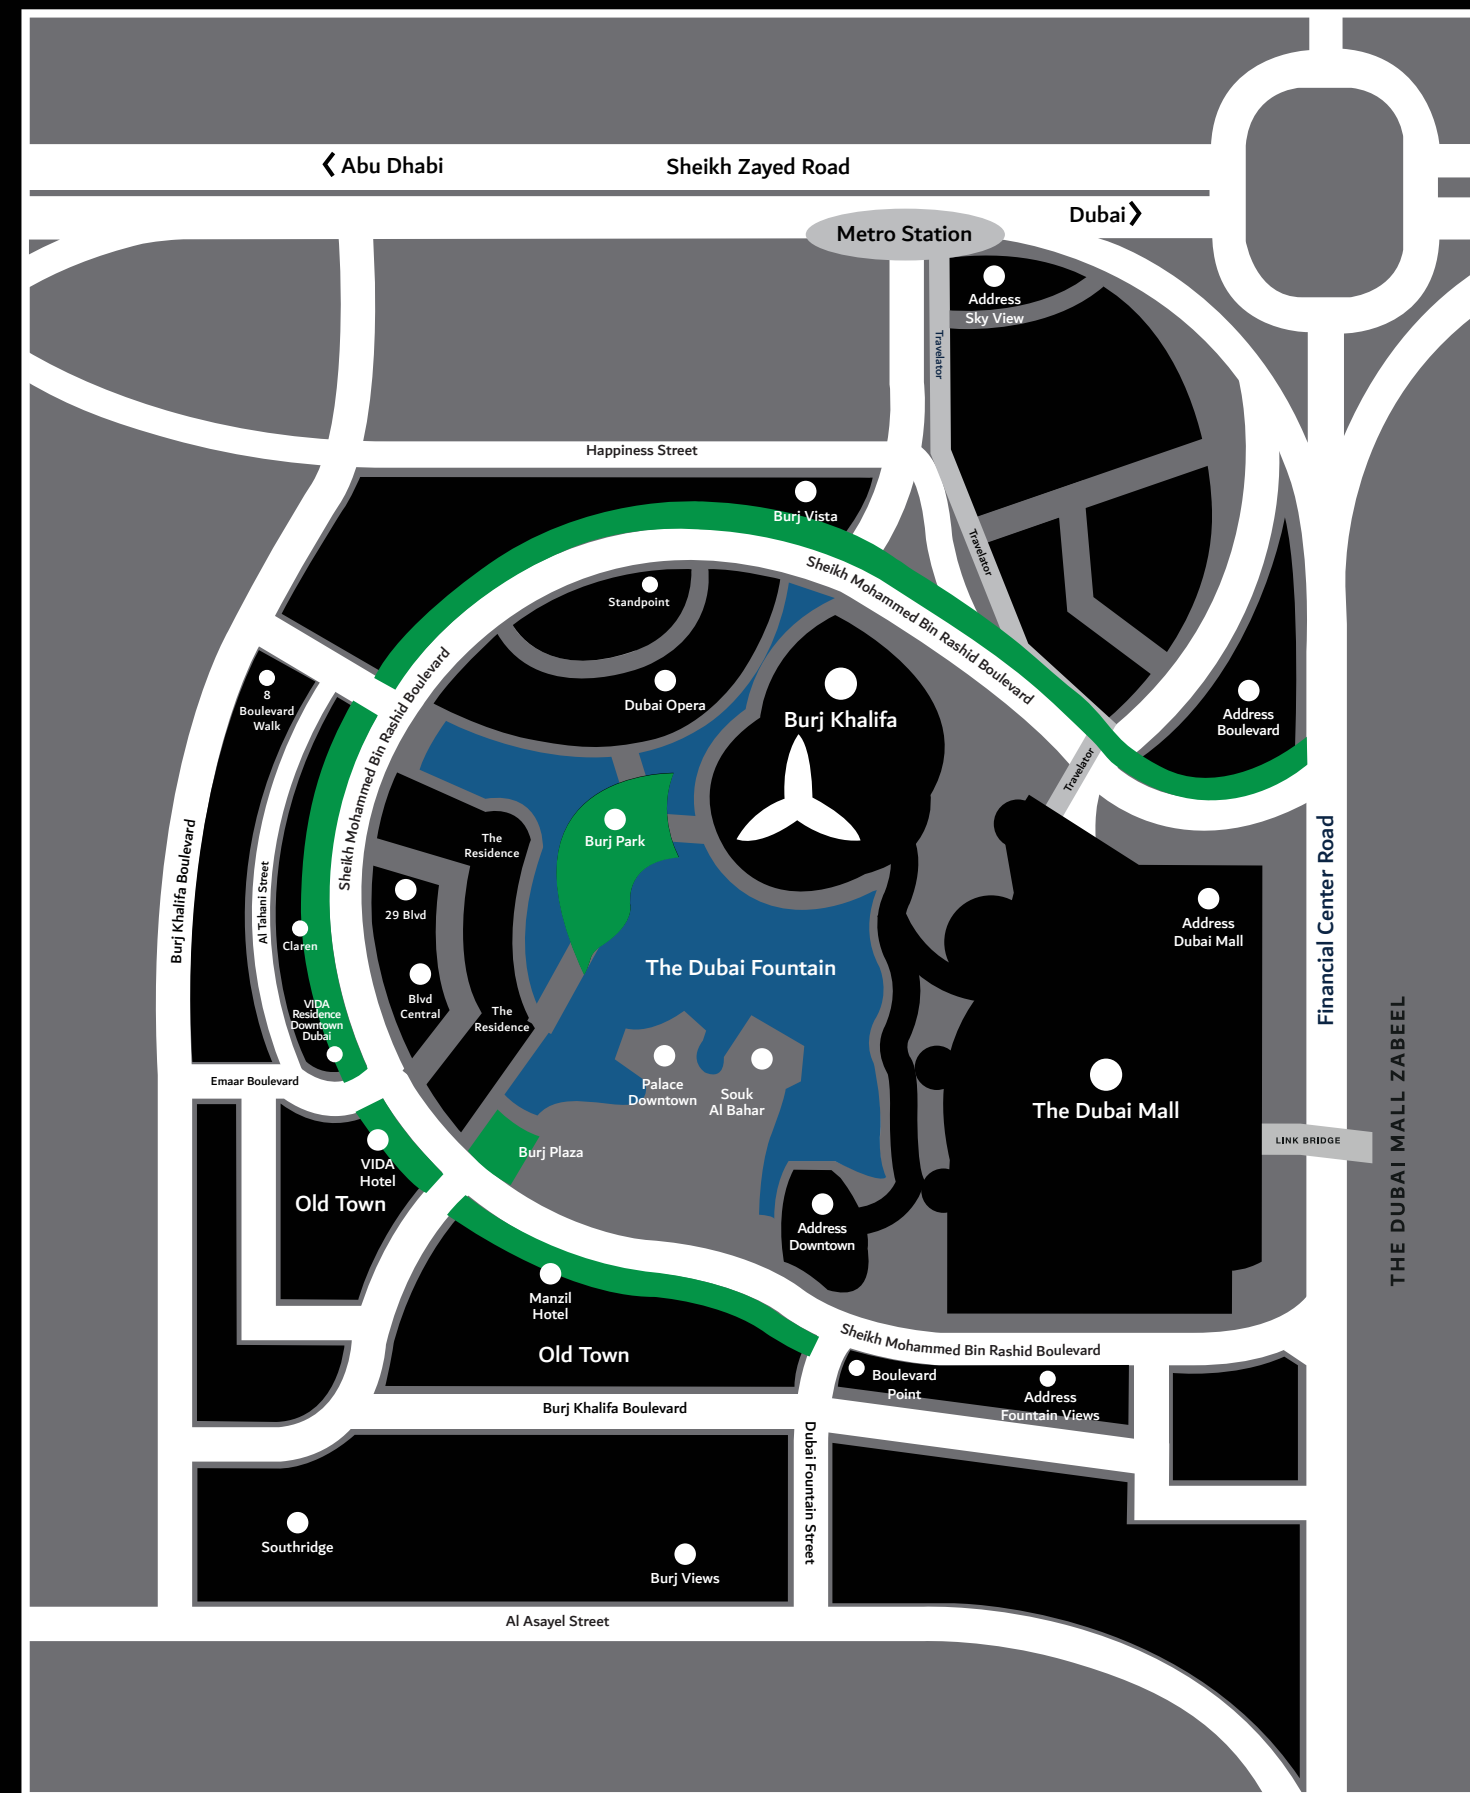 Abu Dhabi
Sheikh Zayed Road
Dubai
Metro Station
Address
Sky View
Travelator
Happiness Street
Burj Vista
Travelator
Sheikh Mohammed Bin Rashid Boulevard
Standpoint
Sheikh Mohammed Bin Rashid Boulevard
8
Boulevard
Walk
Dubai Opera
Burj Khalifa
Address
Boulevard
Travelator
Burj Khalifa Boulevard
Al Tahani Street
The
Residence
Burj Park
29 Blvd
Claren
Address
Dubai Mall
Financial Center Road
The Dubai Fountain
Blvd
Central
VIDA
Residence
Downtown
Dubai
The
Residence
Palace
Downtown
Souk
Al Bahar
Emaar Boulevard
The Dubai Mall
THE DUBAI MALL ZABEEL
LINK BRIDGE
Burj Plaza
VIDA
Hotel
Old Town
Address
Downtown
Manzil
Hotel
Old Town
Sheikh Mohammed Bin Rashid Boulevard
Boulevard
Point
Address
Fountain Views
Burj Khalifa Boulevard
Dubai Fountain Street
Southridge
Burj Views
Al Asayel Street